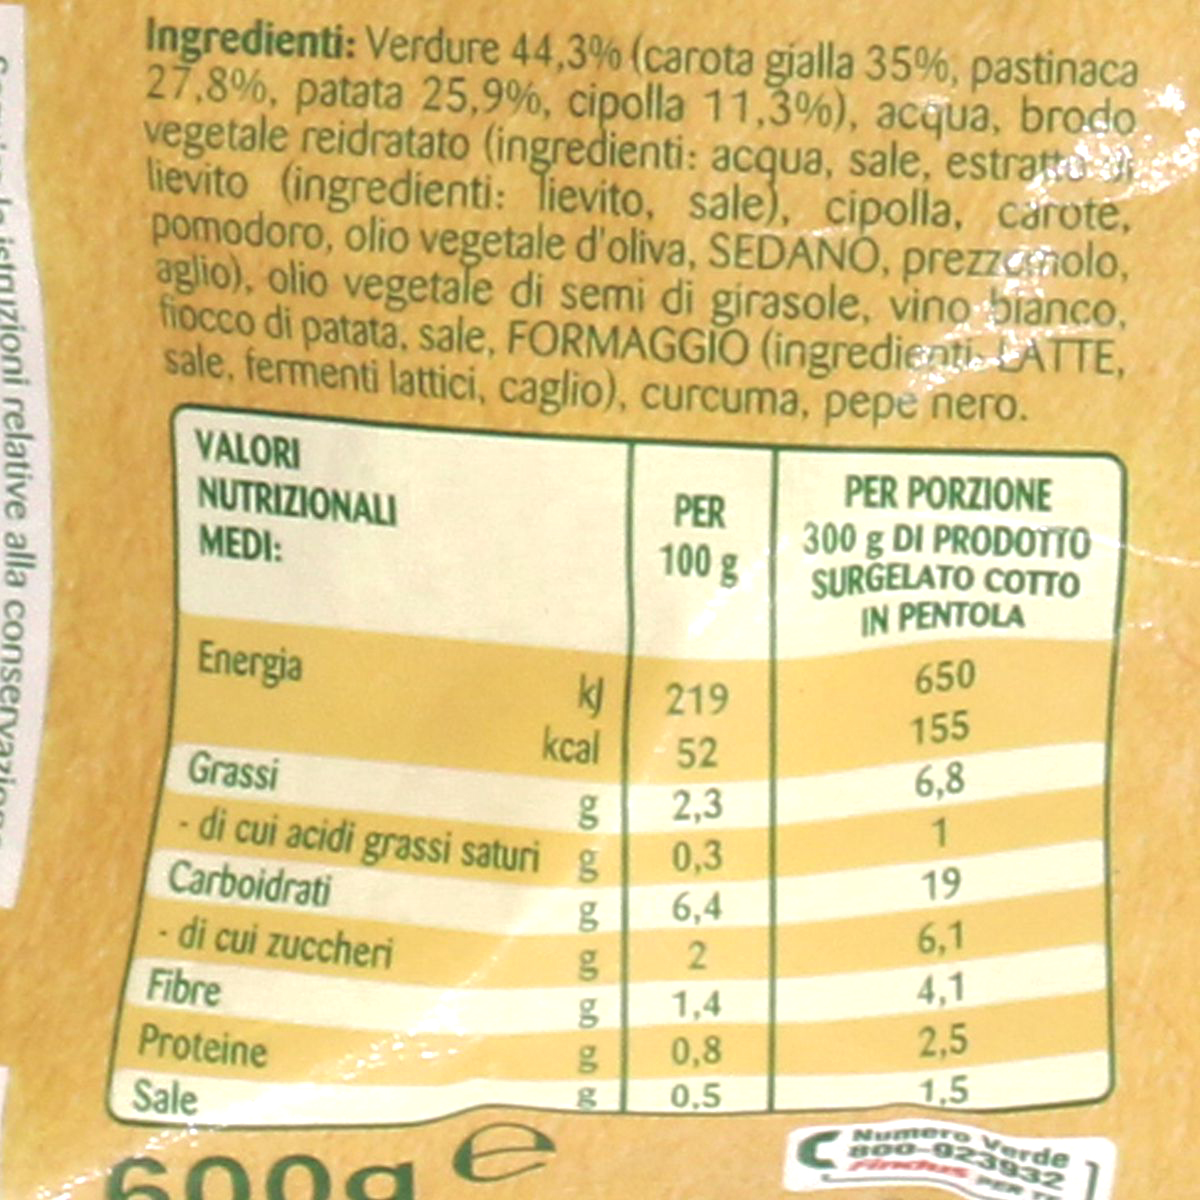 Ingredienti: Verdure 44,3% (carota gialla 35%, pastinaca
27,8%, patata 25,9%, cipolla 11,3%), acqua, brodo
vegetale reidratato (ingredienti: acqua, sale, estratto di
lievito (ingredienti: lievito, sale), cipolla, carote,
pomodoro, olio vegetale d'oliva, SEDANO, prezzemolo,
aglio), olio vegetale di semi di girasole, vino bianco,
fiocco di patata, sale, FORMAGGIO (ingredienti: LATTE,
sale, fermenti lattici, caglio), curcuma, pepe nero.
VALORI NUTRIZIONALI MEDI:
PER 100 g
PER PORZIONE 300 g DI PRODOTTO SURGELATO COTTO IN PENTOLA
Energia kJ 219 650
kcal 52 155
Grassi g 2,3 6,8
- di cui acidi grassi saturi g 0,3 1
Carboidrati g 6,4 19
- di cui zuccheri g 2 6,1
Fibre g 1,4 4,1
Proteine g 0,8 2,5
Sale g 0,5 1,5
600g e
Numero Verde
800-923932
Findus
PER
istruzioni relative alla conservazione